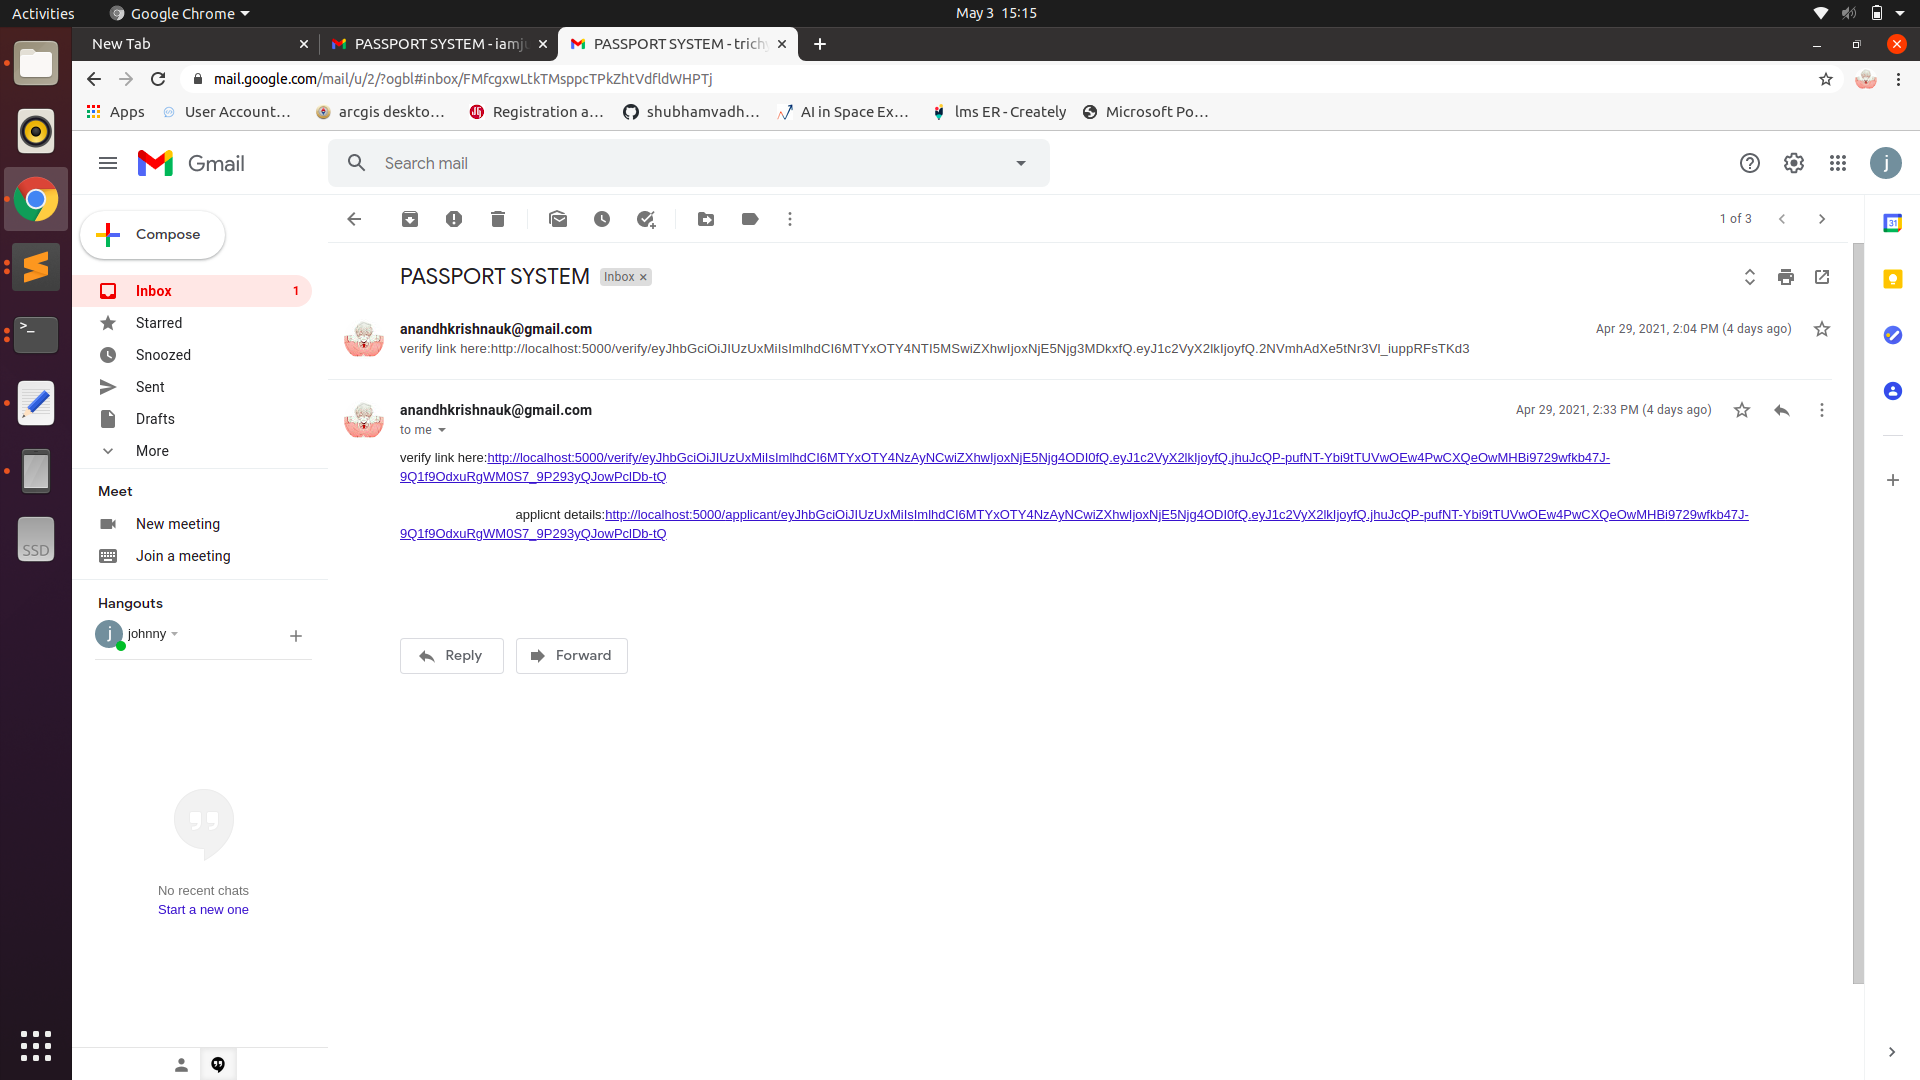 Activities
Google Chrome
May 3 15:15
New Tab
PASSPORT SYSTEM - iamju
PASSPORT SYSTEM - trichy
mail.google.com/mail/u/2/?ogbl#inbox/FMfcgxwLtkTMsppcTPkZhtVdfldWHPTj
Apps
User Account…
arcgis deskto…
Registration a…
shubhamvadh…
AI in Space Ex…
lms ER - Creately
Microsoft Po…
Gmail
Search mail
j
Compose
1 of 3
31
Inbox 1
Starred
Snoozed
Sent
Drafts
More
PASSPORT SYSTEM
Inbox ×
anandhkrishnauk@gmail.com
Apr 29, 2021, 2:04 PM (4 days ago)
verify link here:http://localhost:5000/verify/eyJhbGciOiJIUzUxMiIsImlhdCI6MTYxOTY4NTI5MSwiZXhwIjoxNjE5Njg3MDkxfQ.eyJ1c2VyX2lkIjoyfQ.2NVmhAdXe5tNr3Vl_iuppRFsTKd3
anandhkrishnauk@gmail.com
Apr 29, 2021, 2:33 PM (4 days ago)
to me
verify link here:http://localhost:5000/verify/eyJhbGciOiJIUzUxMiIsImlhdCI6MTYxOTY4NzAyNCwiZXhwIjoxNjE5Njg4ODI0fQ.eyJ1c2VyX2lkIjoyfQ.jhuJcQP-pufNT-Ybi9tTUVwOEw4PwCXQeOwMHBi9729wfkb47J-
9Q1f9OdxuRgWM0S7_9P293yQJowPclDb-tQ
applicnt details:http://localhost:5000/applicant/eyJhbGciOiJIUzUxMiIsImlhdCI6MTYxOTY4NzAyNCwiZXhwIjoxNjE5Njg4ODI0fQ.eyJ1c2VyX2lkIjoyfQ.jhuJcQP-pufNT-Ybi9tTUVwOEw4PwCXQeOwMHBi9729wfkb47J-
9Q1f9OdxuRgWM0S7_9P293yQJowPclDb-tQ
Reply
Forward
Meet
New meeting
Join a meeting
Hangouts
j
johnny
No recent chats
Start a new one
>_
SSD